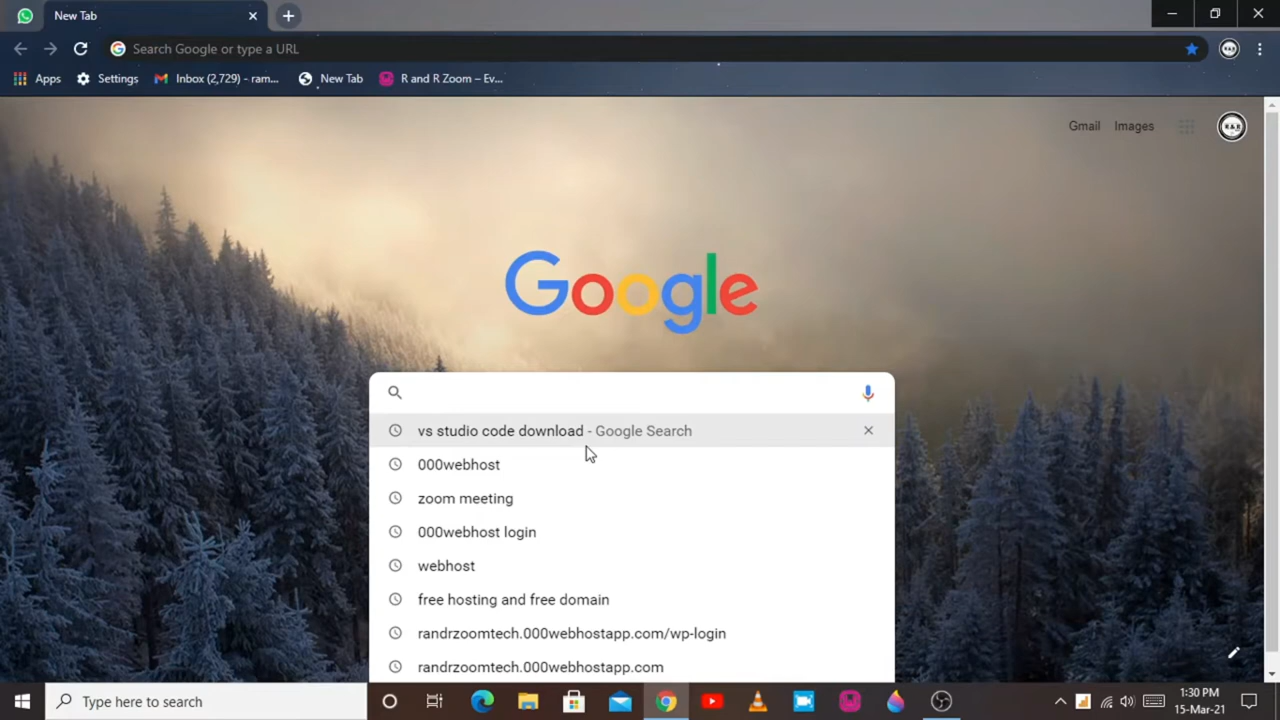 New Tab
Search Google or type a URL
Apps
Settings
Inbox (2,729) - ram...
New Tab
R and R Zoom – Ev...
Gmail
Images
Google
vs studio code download - Google Search
000webhost
zoom meeting
000webhost login
webhost
free hosting and free domain
randrzoomtech.000webhostapp.com/wp-login
randrzoomtech.000webhostapp.com
Type here to search
1:30 PM
15-Mar-21